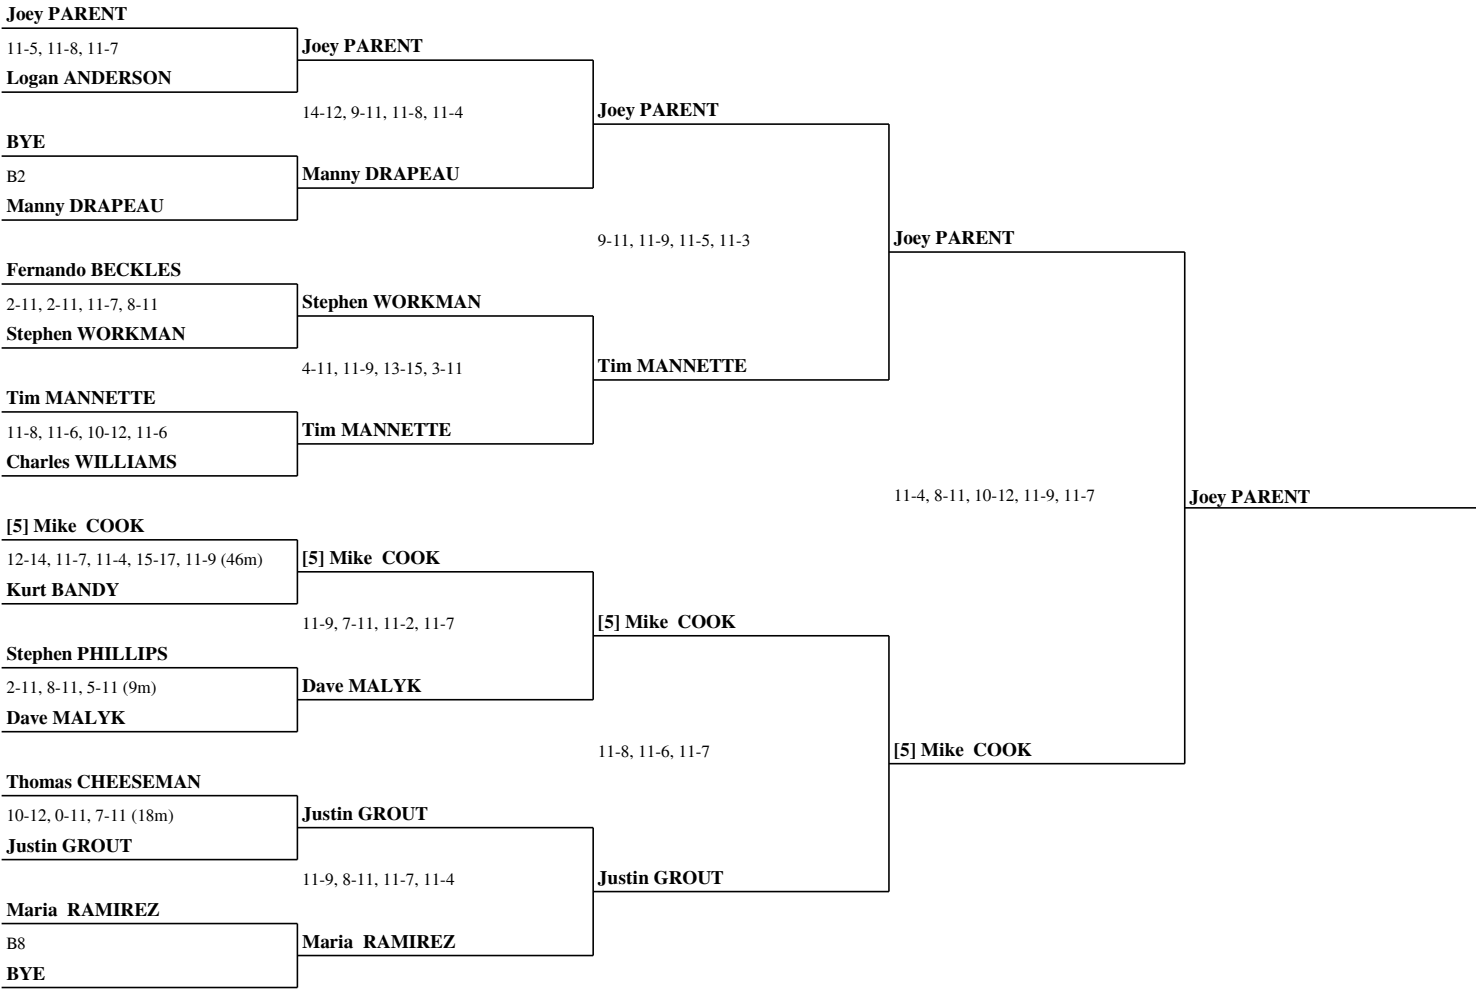 Joey PARENT
11-5, 11-8, 11-7
Logan ANDERSON
BYE
B2
Manny DRAPEAU
Fernando BECKLES
2-11, 2-11, 11-7, 8-11
Stephen WORKMAN
Tim MANNETTE
11-8, 11-6, 10-12, 11-6
Charles WILLIAMS
[5] Mike  COOK
12-14, 11-7, 11-4, 15-17, 11-9 (46m)
Kurt BANDY
Stephen PHILLIPS
2-11, 8-11, 5-11 (9m)
Dave MALYK
Thomas CHEESEMAN
10-12, 0-11, 7-11 (18m)
Justin GROUT
Maria  RAMIREZ
B8
BYE
Joey PARENT
14-12, 9-11, 11-8, 11-4
Manny DRAPEAU
Stephen WORKMAN
4-11, 11-9, 13-15, 3-11
Tim MANNETTE
[5] Mike  COOK
11-9, 7-11, 11-2, 11-7
Dave MALYK
Justin GROUT
11-9, 8-11, 11-7, 11-4
Maria  RAMIREZ
Joey PARENT
9-11, 11-9, 11-5, 11-3
Tim MANNETTE
[5] Mike  COOK
11-8, 11-6, 11-7
Justin GROUT
Joey PARENT
11-4, 8-11, 10-12, 11-9, 11-7
[5] Mike  COOK
Joey PARENT